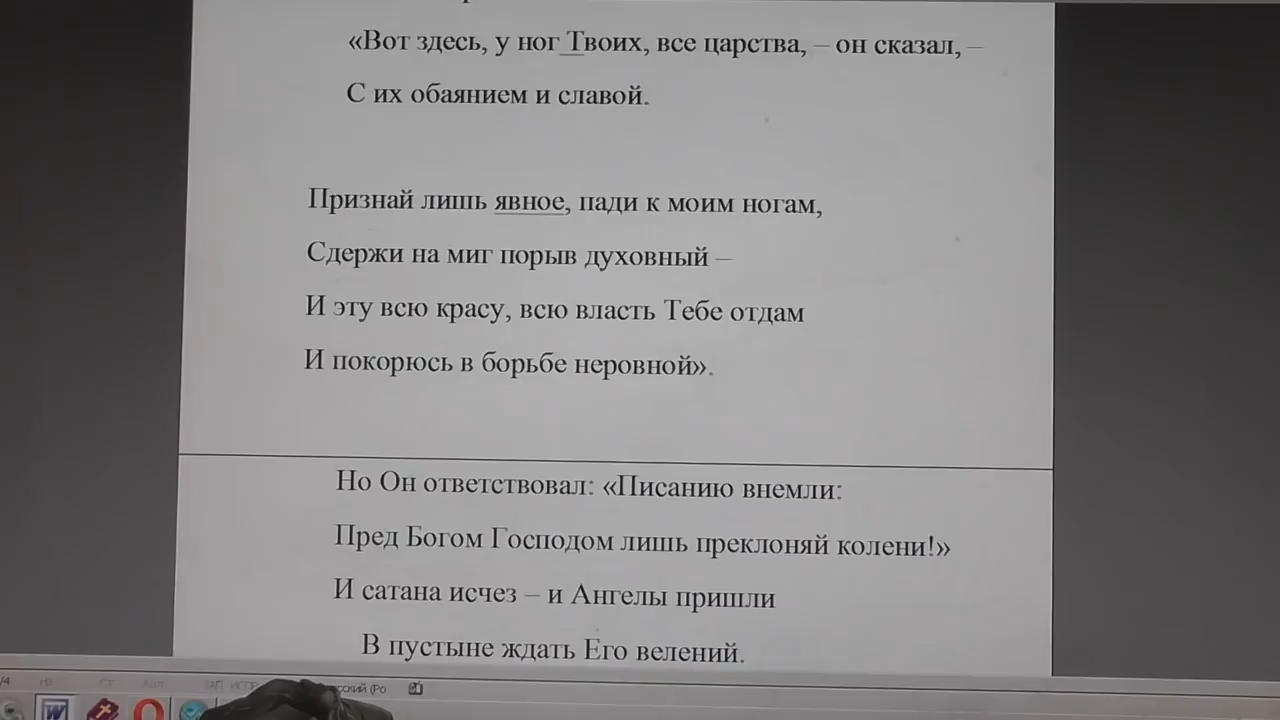 «Вот здесь, у ног Твоих, все царства, – он сказал, –
С их обаянием и славой.
Признай лишь явное, пади к моим ногам,
Сдержи на миг порыв духовный –
И эту всю красу, всю власть Тебе отдам
И покорюсь в борьбе неровной».
Но Он ответствовал: «Писанию внемли:
Пред Богом Господом лишь преклоняй колени!»
И сатана исчез – и Ангелы пришли
В пустыне ждать Его велений.